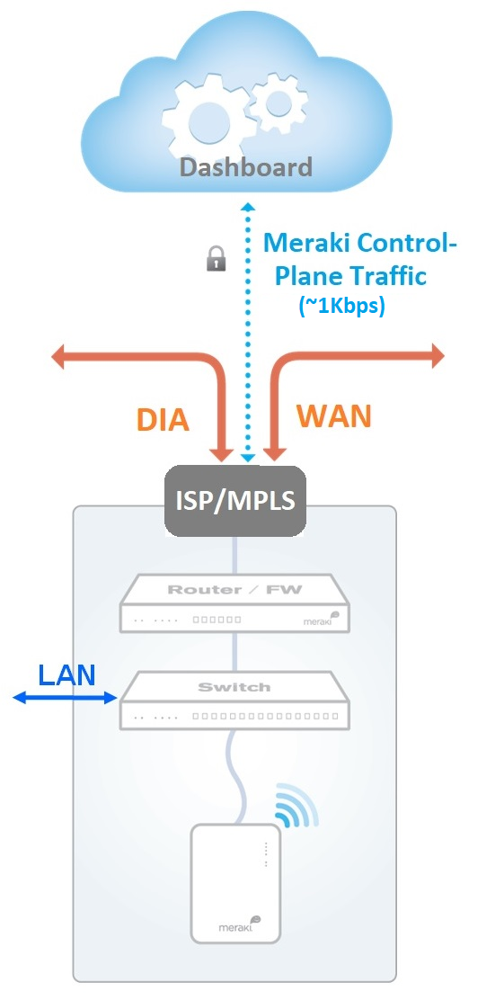 Dashboard
Meraki Control-
Plane Traffic
(~1Kbps)
DIA
WAN
ISP/MPLS
Router / FW
meraki
LAN
Switch
meraki